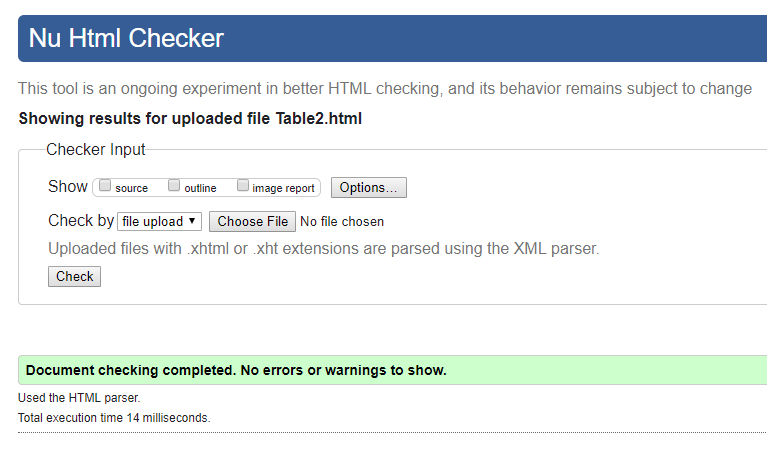 Nu Html Checker
This tool is an ongoing experiment in better HTML checking, and its behavior remains subject to change
Showing results for uploaded file Table2.html
Checker Input
Show source outline image report Options...
Check by file upload Choose File No file chosen
Uploaded files with .xhtml or .xht extensions are parsed using the XML parser.
Check
Document checking completed. No errors or warnings to show.
Used the HTML parser.
Total execution time 14 milliseconds.